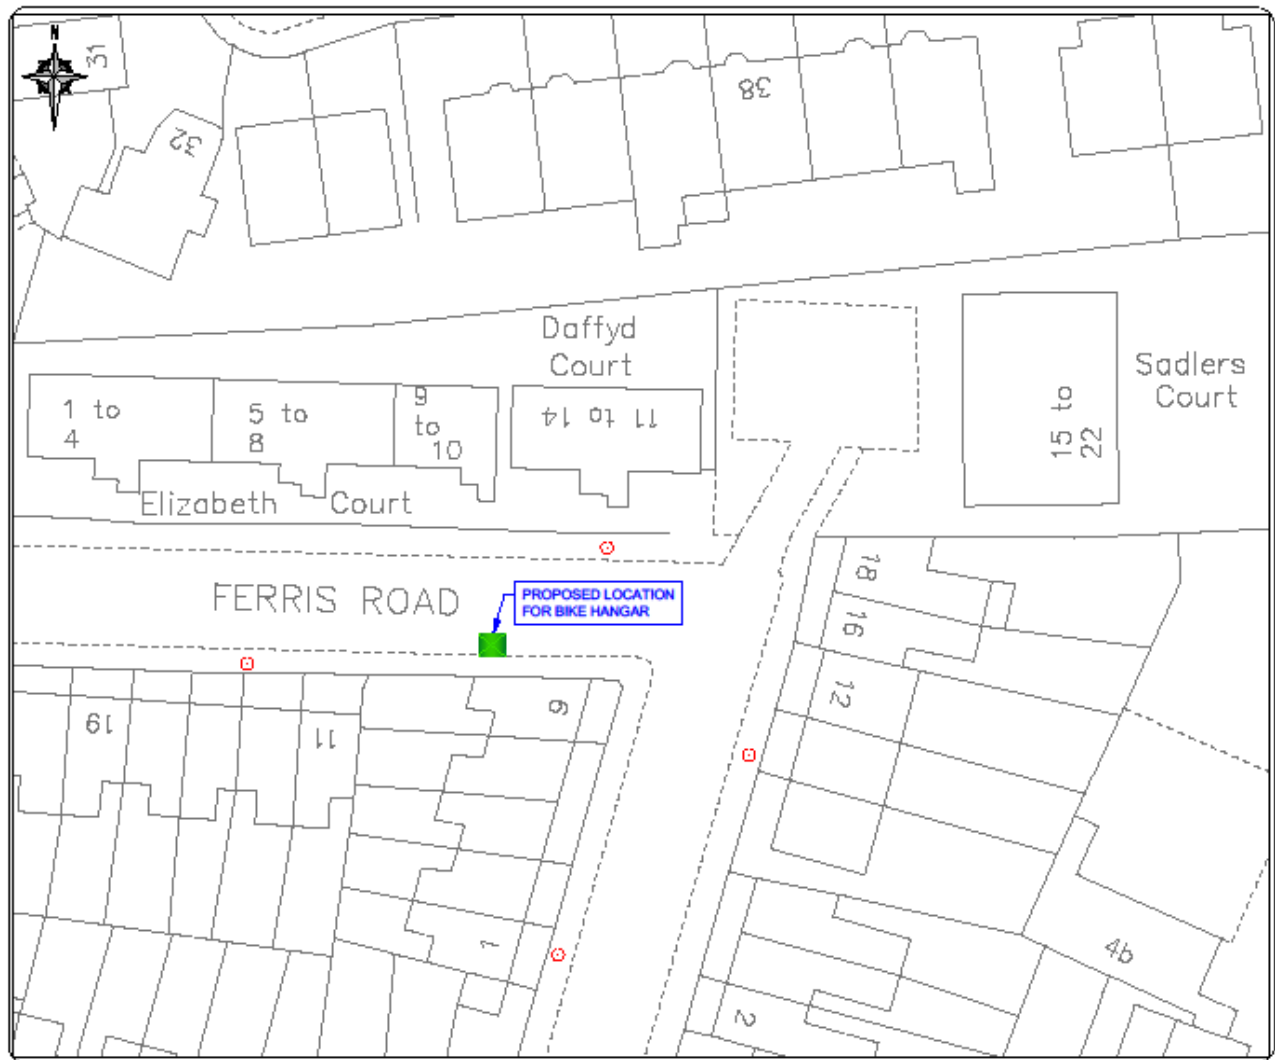 N
31
32
38
Daffyd
Court
Sadlers
Court
1 to
4
5 to
8
9
to
10
11 to 14
15 to
22
Elizabeth Court
FERRIS ROAD
PROPOSED LOCATION
FOR BIKE HANGAR
18
16
12
19
11
9
1
2
4b